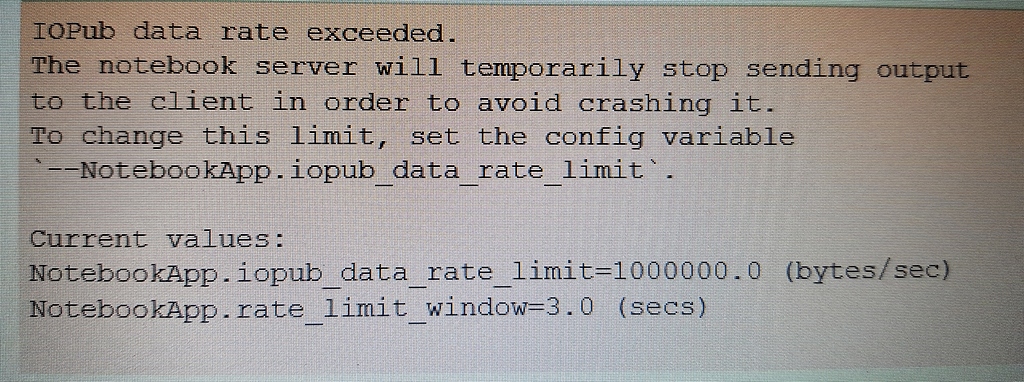 IOPub data rate exceeded.
The notebook server will temporarily stop sending output
to the client in order to avoid crashing it.
To change this limit, set the config variable
`--NotebookApp.iopub_data_rate_limit`.
Current values:
NotebookApp.iopub_data_rate_limit=1000000.0 (bytes/sec)
NotebookApp.rate_limit_window=3.0 (secs)